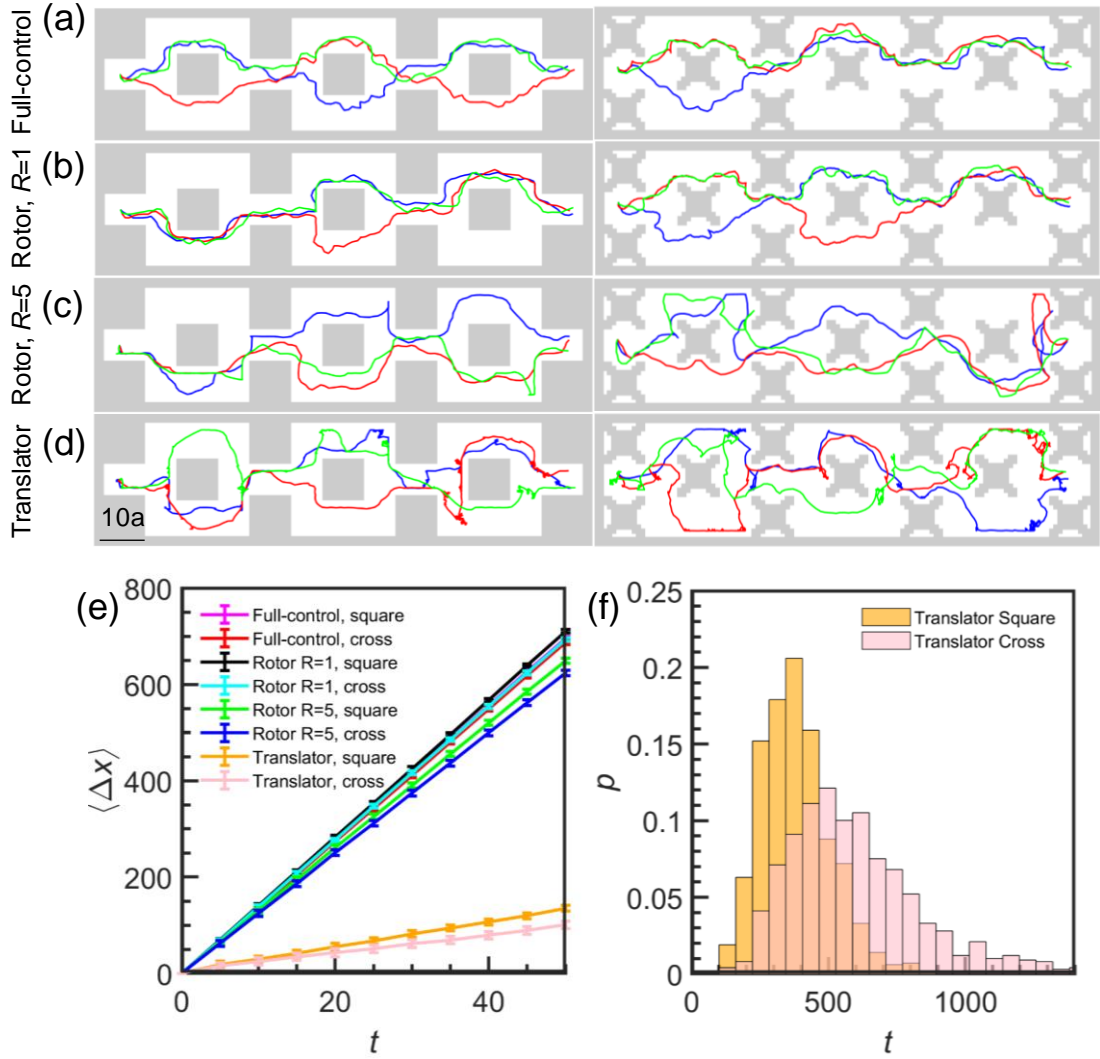 (a)
Full-control
(b)
Rotor, R=1
(c)
Rotor, R=5
(d)
Translator
10a
(e)
800
600
400
200
0
⟨Δx⟩
Full-control, square
Full-control, cross
Rotor R=1, square
Rotor R=1, cross
Rotor R=5, square
Rotor R=5, cross
Translator, square
Translator, cross
0
20
40
t
(f)
0.25
0.2
0.15
0.1
0.05
0
p
Translator Square
Translator Cross
0
500
1000
t